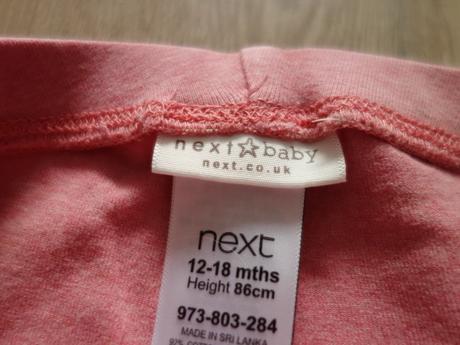 next☆baby
next.co.uk
next
12-18 mths
Height 86cm
973-803-284
MADE IN SRI LANKA